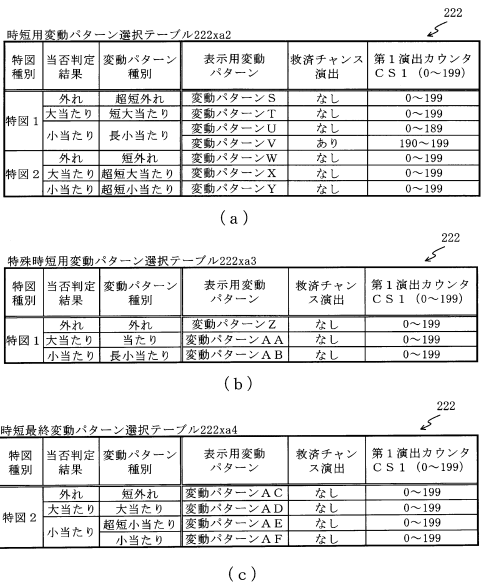 222
時短用変動パターン選択テーブル222xa2
特図種別 当否判定結果 変動パターン種別 表示用変動パターン 救済チャンス演出 第1演出カウンタCS1(0~199)
特図1 外れ 超短外れ 変動パターンS なし 0~199
大当たり 短大当たり 変動パターンT なし 0~199
小当たり 長小当たり 変動パターンU なし 0~189
変動パターンV あり 190~199
特図2 外れ 短外れ 変動パターンW なし 0~199
大当たり 超短大当たり 変動パターンX なし 0~199
小当たり 超短小当たり 変動パターンY なし 0~199
(a)
222
特殊時短用変動パターン選択テーブル222xa3
特図種別 当否判定結果 変動パターン種別 表示用変動パターン 救済チャンス演出 第1演出カウンタCS1(0~199)
特図1 外れ 外れ 変動パターンZ なし 0~199
大当たり 当たり 変動パターンAA なし 0~199
小当たり 長小当たり 変動パターンAB なし 0~199
(b)
222
時短最終変動パターン選択テーブル222xa4
特図種別 当否判定結果 変動パターン種別 表示用変動パターン 救済チャンス演出 第1演出カウンタCS1(0~199)
特図2 外れ 短外れ 変動パターンAC なし 0~199
大当たり 大当たり 変動パターンAD なし 0~199
小当たり 超短小当たり 変動パターンAE なし 0~199
小当たり 変動パターンAF なし 0~199
(c)